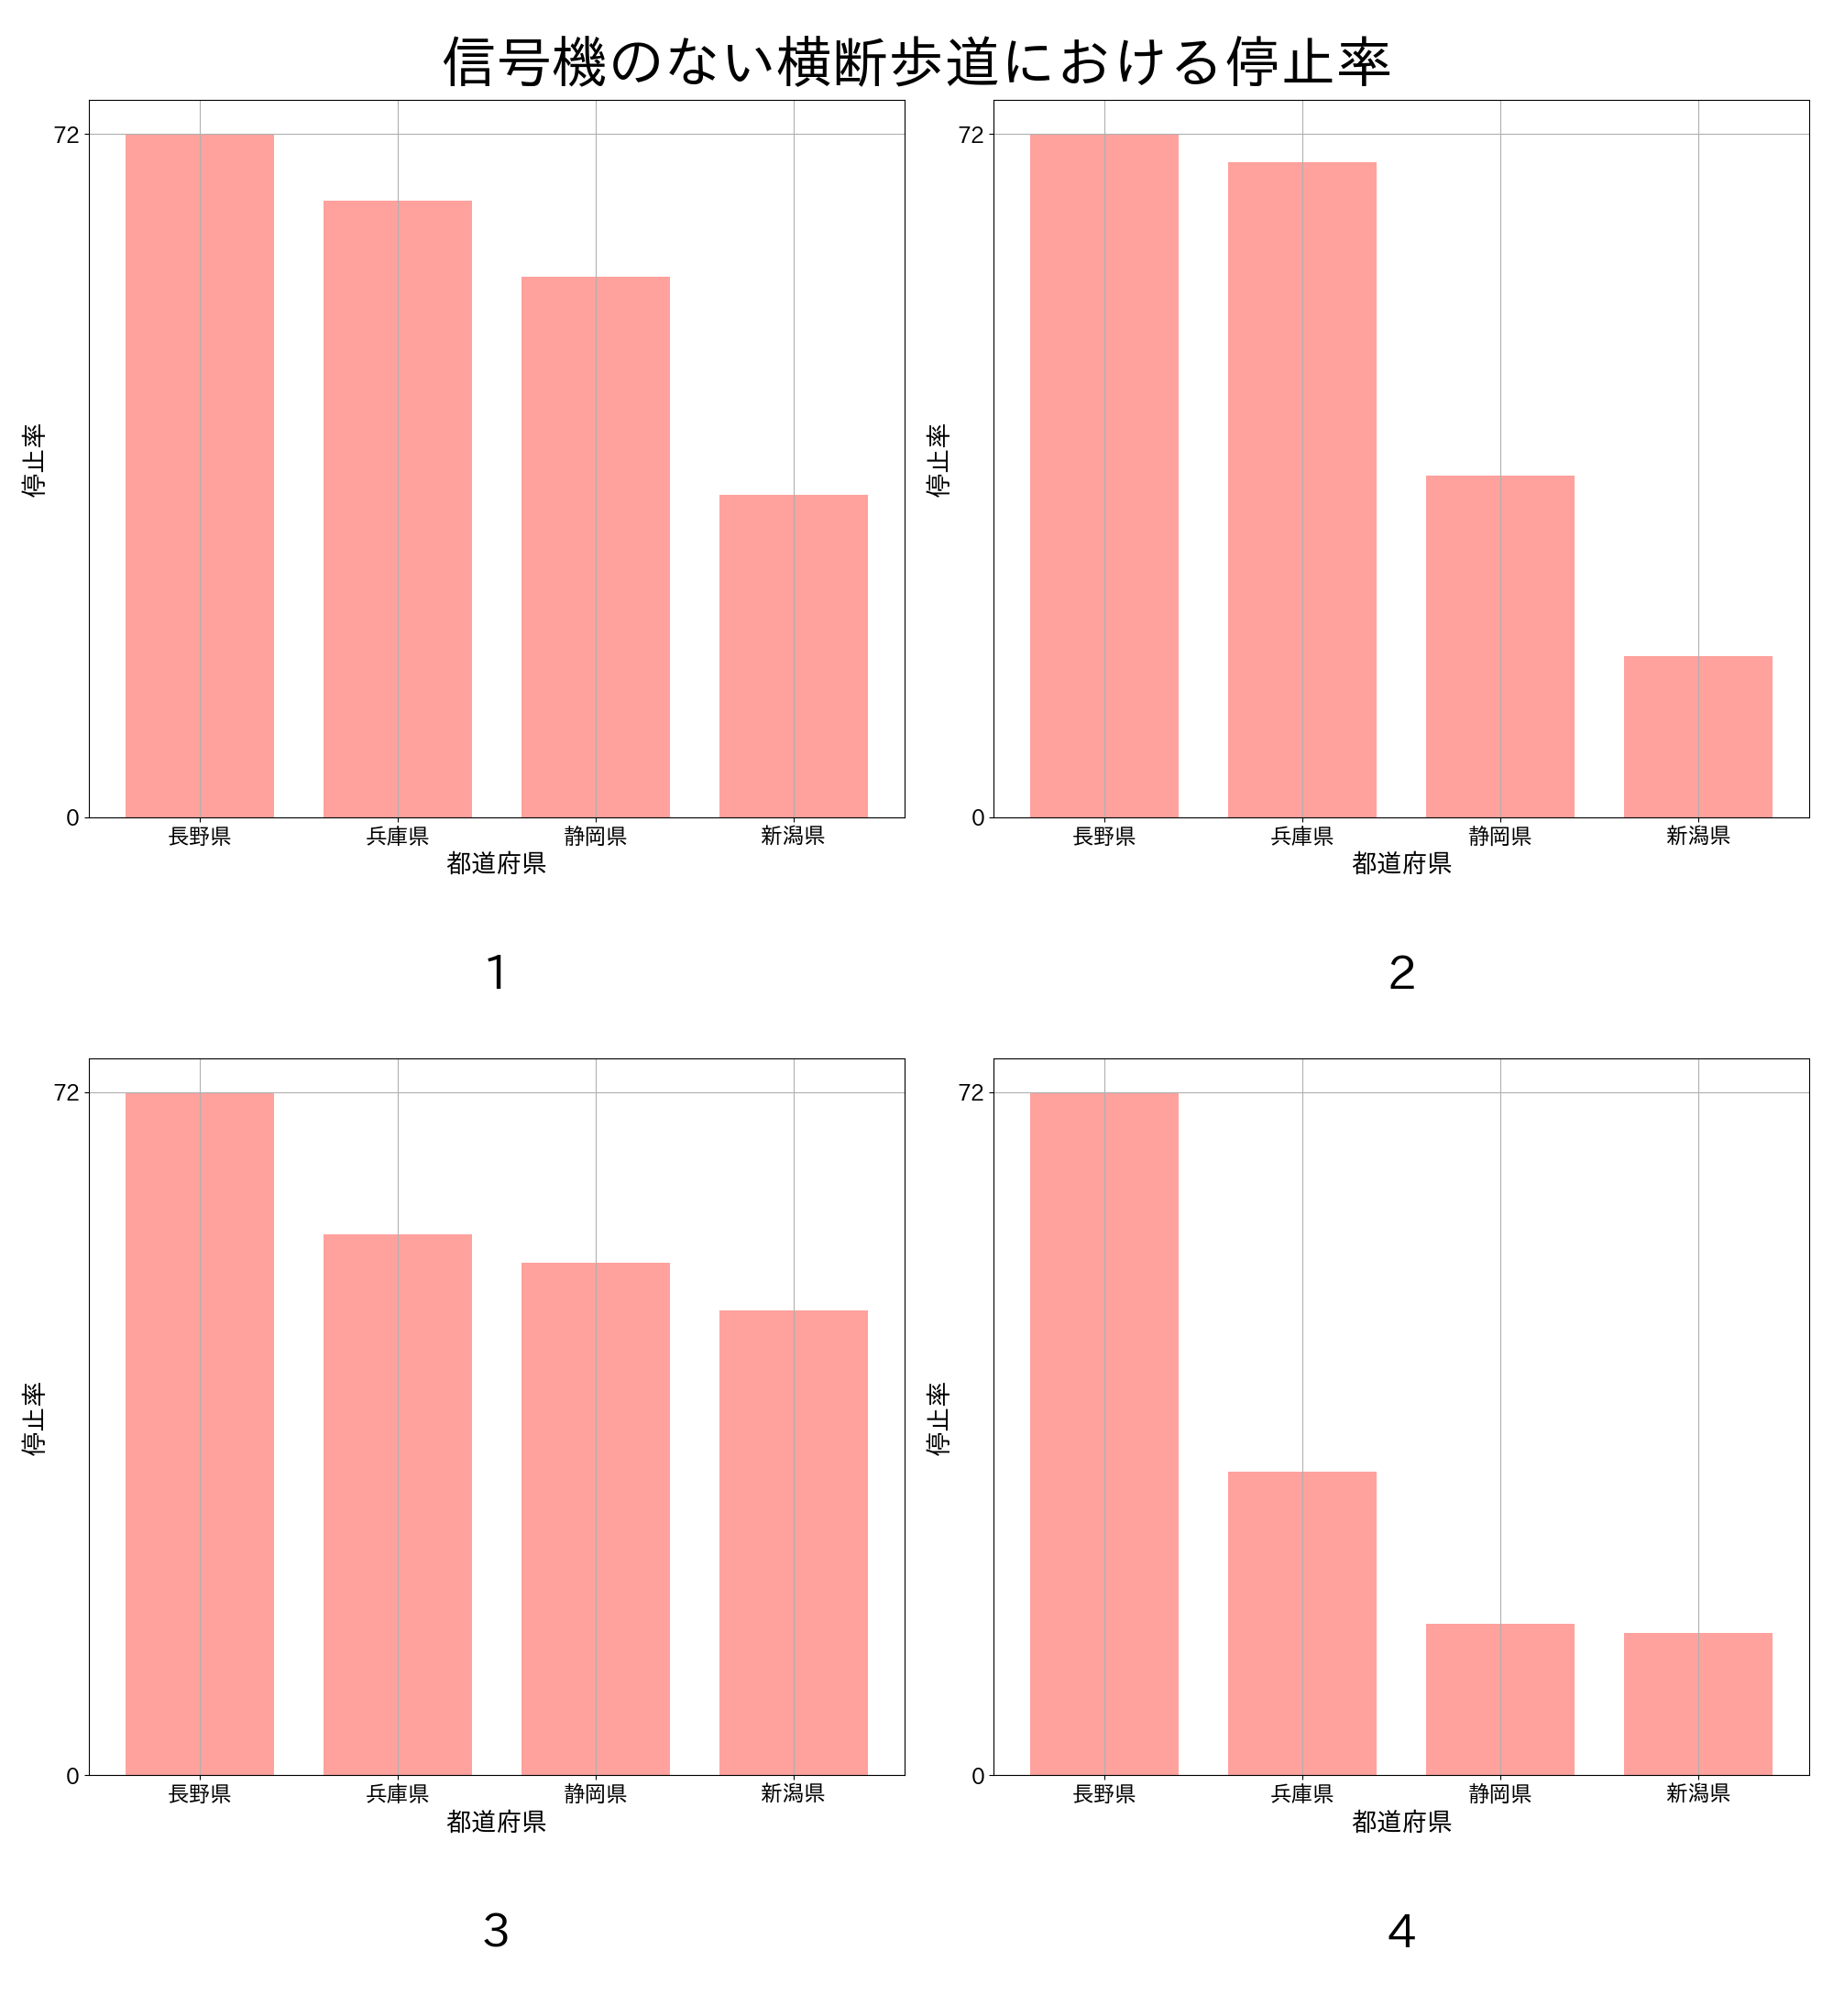 信号機のない横断歩道における停止率
72
0
停止率
長野県 兵庫県 静岡県 新潟県
都道府県
1
72
0
停止率
長野県 兵庫県 静岡県 新潟県
都道府県
2
72
0
停止率
長野県 兵庫県 静岡県 新潟県
都道府県
3
72
0
停止率
長野県 兵庫県 静岡県 新潟県
都道府県
4